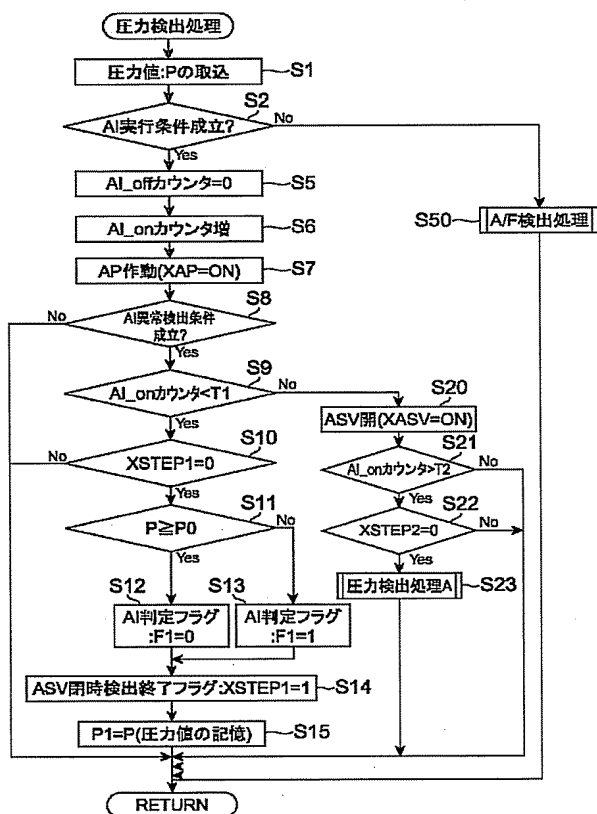 圧力検出処理
圧力値:Pの取込
S1
S2
AI実行条件成立?
No
Yes
AI_offカウンタ=0
S5
S50
A/F検出処理
AI_onカウンタ増
S6
AP作動(XAP=ON)
S7
S8
No
AI異常検出条件
成立?
Yes
S9
AI_onカウンタ<T1
No
Yes
S20
ASV開(XASV=ON)
S10
No
XSTEP1=0
Yes
S21
AI_onカウンタ>T2
No
Yes
S11
P≧P0
No
Yes
S22
XSTEP2=0
No
Yes
圧力検出処理A
S23
S12
AI判定フラグ
:F1=0
S13
AI判定フラグ
:F1=1
ASV閉時検出終了フラグ:XSTEP1=1
S14
P1=P(圧力値の記憶)
S15
RETURN